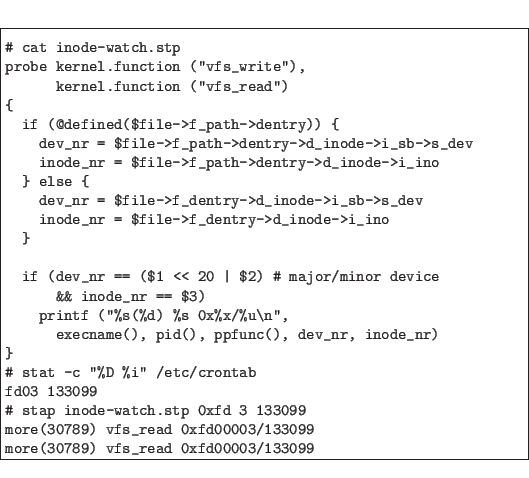 # cat inode-watch.stp
probe kernel.function ("vfs_write"),
      kernel.function ("vfs_read")
{
  if (@defined($file->f_path->dentry)) {
    dev_nr = $file->f_path->dentry->d_inode->i_sb->s_dev
    inode_nr = $file->f_path->dentry->d_inode->i_ino
  } else {
    dev_nr = $file->f_dentry->d_inode->i_sb->s_dev
    inode_nr = $file->f_dentry->d_inode->i_ino
  }

  if (dev_nr == ($1 << 20 | $2) # major/minor device
      && inode_nr == $3)
    printf ("%s(%d) %s 0x%x/%u\n",
      execname(), pid(), ppfunc(), dev_nr, inode_nr)
}
# stat -c "%D %i" /etc/crontab
fd03 133099
# stap inode-watch.stp 0xfd 3 133099
more(30789) vfs_read 0xfd00003/133099
more(30789) vfs_read 0xfd00003/133099